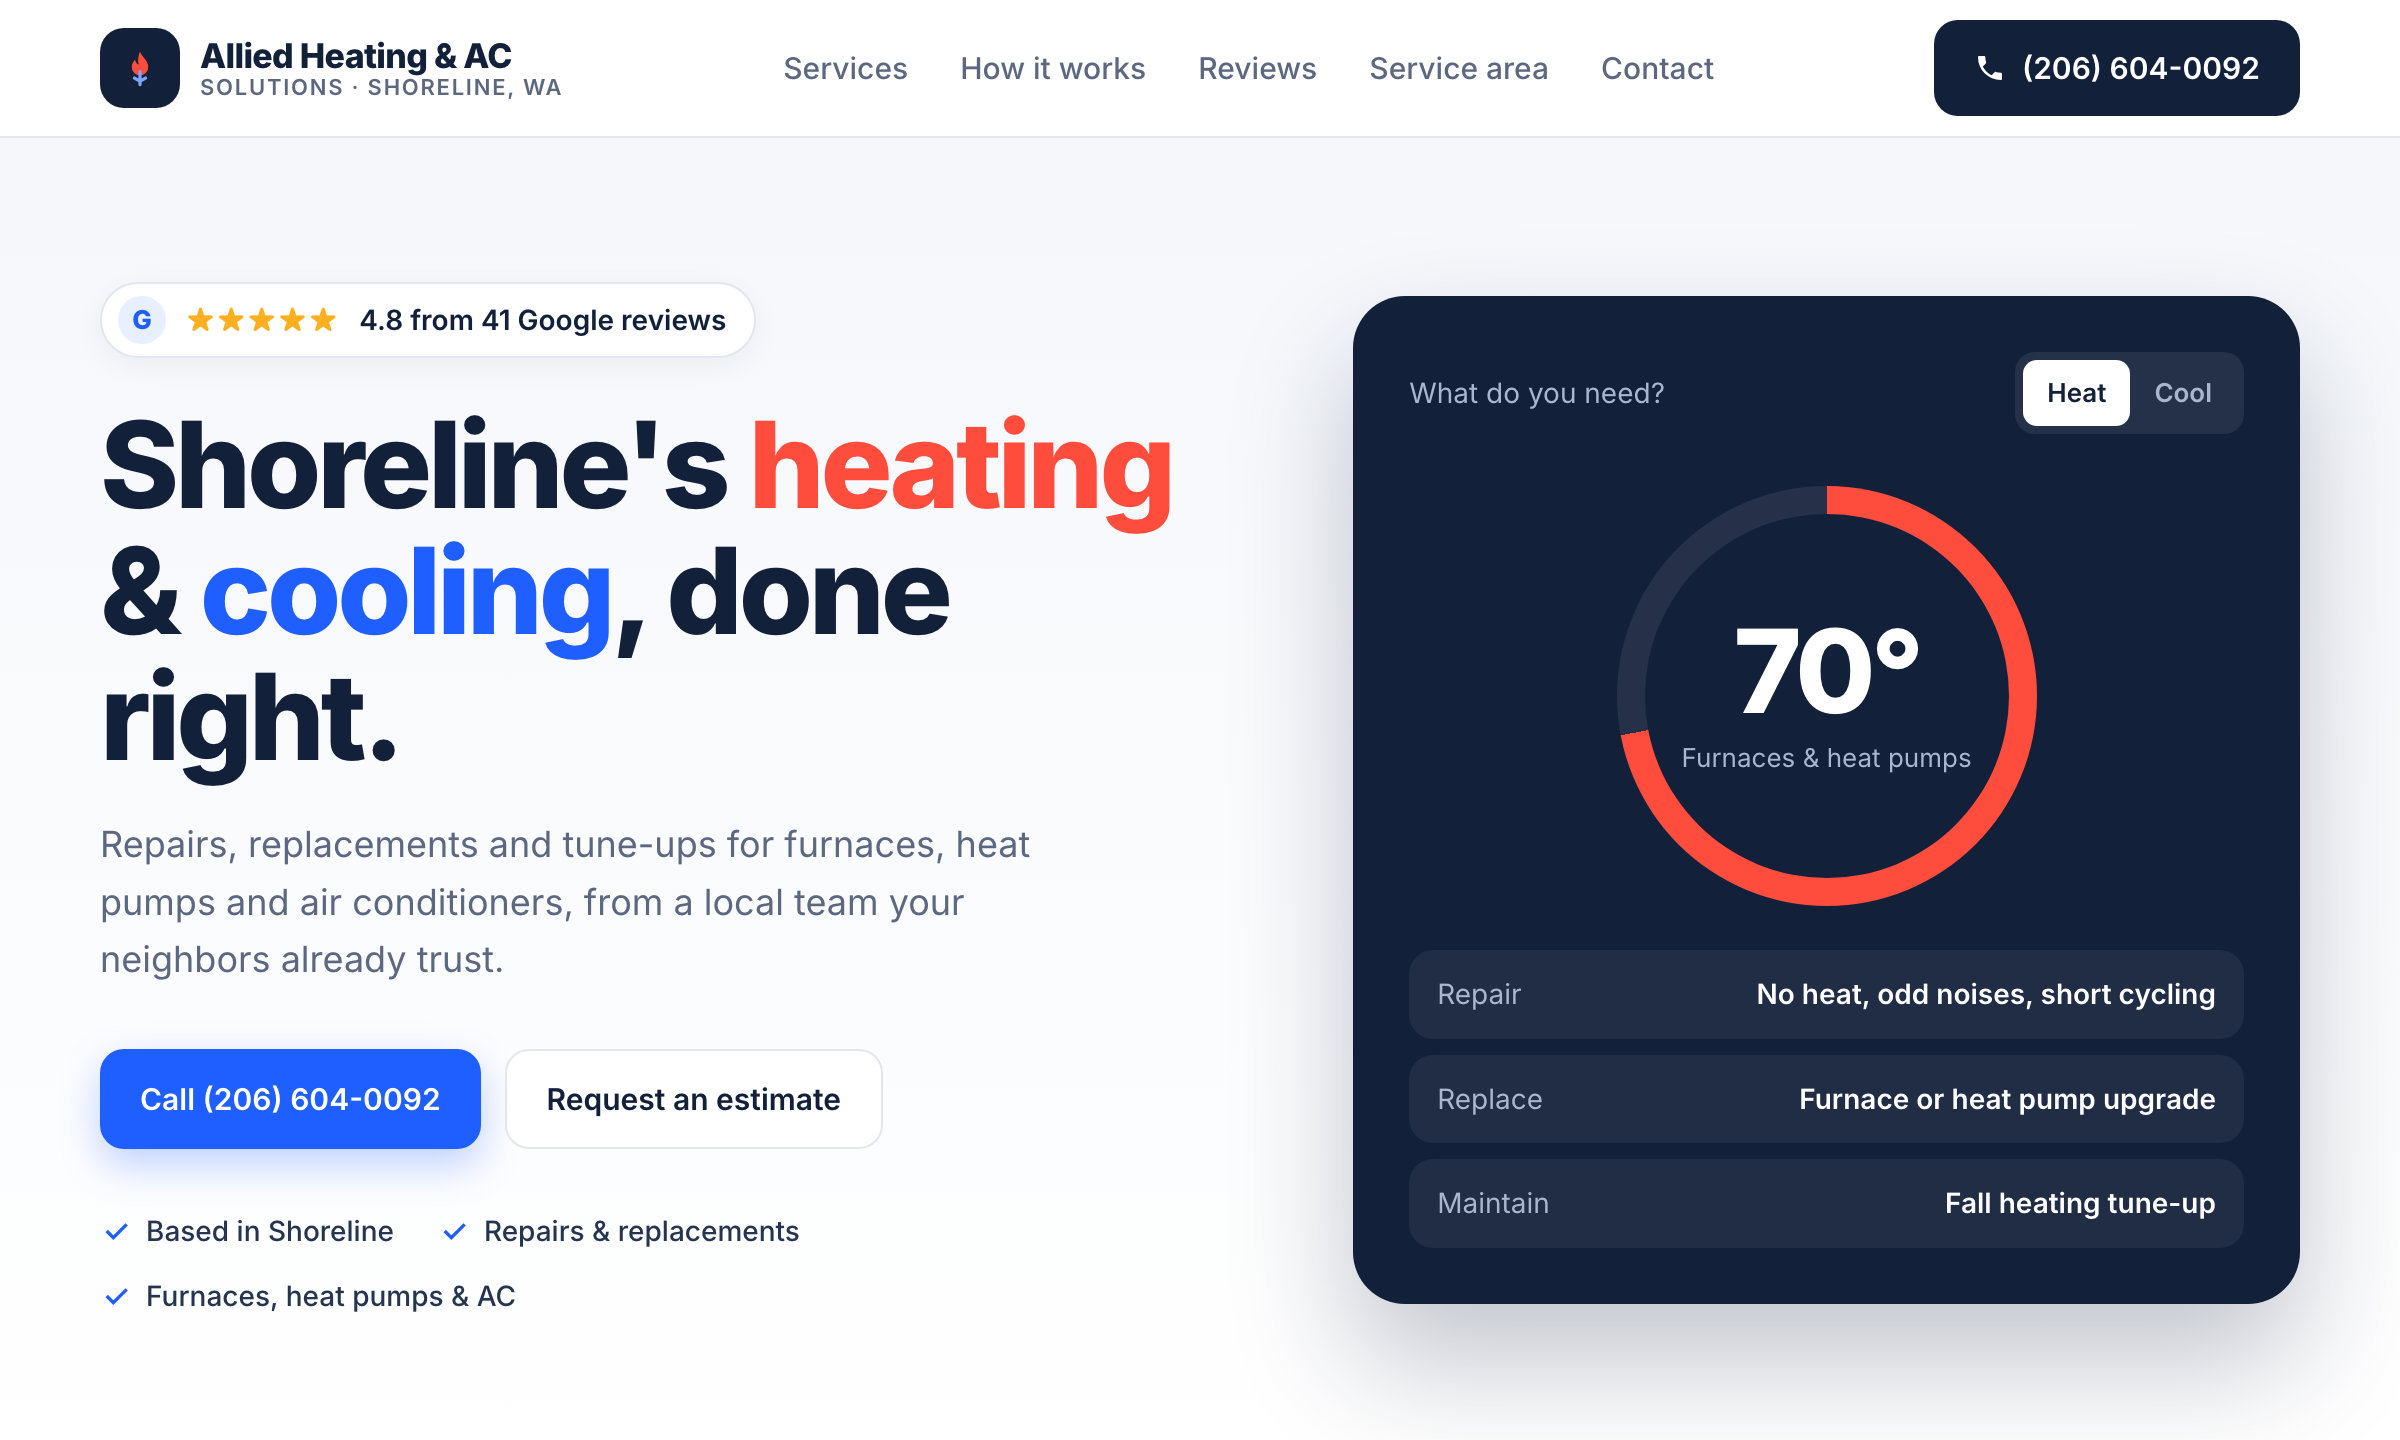 Allied Heating & AC
SOLUTIONS · SHORELINE, WA
Services
How it works
Reviews
Service area
Contact
(206) 604-0092
G
4.8 from 41 Google reviews
Shoreline's heating
& cooling, done
right.
Repairs, replacements and tune-ups for furnaces, heat
pumps and air conditioners, from a local team your
neighbors already trust.
Call (206) 604-0092
Request an estimate
Based in Shoreline
Repairs & replacements
Furnaces, heat pumps & AC
What do you need?
Heat
Cool
70°
Furnaces & heat pumps
Repair
No heat, odd noises, short cycling
Replace
Furnace or heat pump upgrade
Maintain
Fall heating tune-up